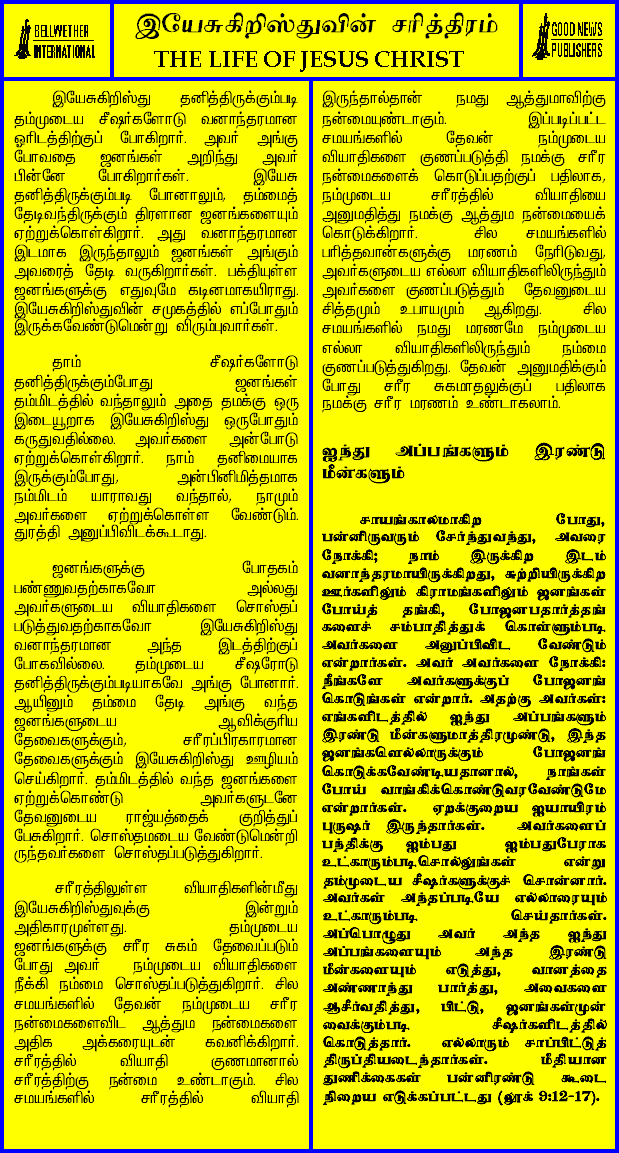 BELLWETHER
INTERNATIONAL
இயேசுகிறிஸ்துவின் சரித்திரம்
THE LIFE OF JESUS CHRIST
GOOD NEWS
PUBLISHERS
இயேசுகிறிஸ்து தனித்திருக்கும்படி
தம்முடைய சீஷர்களோடு வனாந்தரமான
ஓரிடத்திற்குப் போகிறார். அவர் அங்கு
போவதை ஜனங்கள் அறிந்து அவர்
பின்னே போகிறார்கள். இயேசு
தனித்திருக்கும்படி போனாலும், தம்மைத்
தேடிவந்திருக்கும் திரளான ஜனங்களையும்
ஏற்றுக்கொள்கிறார். அது வனாந்தரமான
இடமாக இருந்தாலும் ஜனங்கள் அங்கும்
அவரைத் தேடி வருகிறார்கள். பக்தியுள்ள
ஜனங்களுக்கு எதுவுமே கடினமாகயிராது.
இயேசுகிறிஸ்துவின் சமுகத்தில் எப்போதும்
இருக்கவேண்டுமென்று விரும்புவார்கள்.
தாம் சீஷர்களோடு
தனித்திருக்கும்போது ஜனங்கள்
தம்மிடத்தில் வந்தாலும் அதை தமக்கு ஒரு
இடையூறாக இயேசுகிறிஸ்து ஒருபோதும்
கருதுவதில்லை. அவர்களை அன்போடு
ஏற்றுக்கொள்கிறார். நாம் தனிமையாக
இருக்கும்போது, அன்பினிமித்தமாக
நம்மிடம் யாராவது வந்தால், நாமும்
அவர்களை ஏற்றுக்கொள்ள வேண்டும்.
துரத்தி அனுப்பிவிடக்கூடாது.
ஜனங்களுக்கு போதகம்
பண்ணுவதற்காகவோ அல்லது
அவர்களுடைய வியாதிகளை சொஸ்தப்
படுத்துவதற்காகவோ இயேசுகிறிஸ்து
வனாந்தரமான அந்த இடத்திற்குப்
போகவில்லை. தம்முடைய சீஷரோடு
தனித்திருக்கும்படியாகவே அங்கு போனார்.
ஆயினும் தம்மை தேடி அங்கு வந்த
ஜனங்களுடைய ஆவிக்குரிய
தேவைகளுக்கும், சரீரப்பிரகாரமான
தேவைகளுக்கும் இயேசுகிறிஸ்து ஊழியம்
செய்கிறார். தம்மிடத்தில் வந்த ஜனங்களை
ஏற்றுக்கொண்டு அவர்களுடனே
தேவனுடைய ராஜ்யத்தைக் குறித்துப்
பேசுகிறார். சொஸ்தமடைய வேண்டுமென்றி
ருந்தவர்களை சொஸ்தப்படுத்துகிறார்.
சரீரத்திலுள்ள வியாதிகளின்மீது
இயேசுகிறிஸ்துவுக்கு இன்றும்
அதிகாரமுள்ளது. தம்முடைய
ஜனங்களுக்கு சரீர சுகம் தேவைப்படும்
போது அவர் நம்முடைய வியாதிகளை
நீக்கி நம்மை சொஸ்தப்படுத்துகிறார். சில
சமயங்களில் தேவன் நம்முடைய சரீர
நன்மைகளைவிட ஆத்தும நன்மைகளை
அதிக அக்கரையுடன் கவனிக்கிறார்.
சரீரத்தில் வியாதி குணமானால்
சரீரத்திற்கு நன்மை உண்டாகும். சில
சமயங்களில் சரீரத்தில் வியாதி
இருந்தால்தான் நமது ஆத்துமாவிற்கு
நன்மையுண்டாகும். இப்படிப்பட்ட
சமயங்களில் தேவன் நம்முடைய
வியாதிகளை குணப்படுத்தி நமக்கு சரீர
நன்மைகளைக் கொடுப்பதற்குப் பதிலாக,
நம்முடைய சரீரத்தில் வியாதியை
அனுமதித்து நமக்கு ஆத்தும நன்மையைக்
கொடுக்கிறார். சில சமயங்களில்
பரித்தவான்களுக்கு மரணம் நேரிடுவது,
அவர்களுடைய எல்லா வியாதிகளிலிருந்தும்
அவர்களை குணப்படுத்தும் தேவனுடைய
சித்தமும் உபாயமும் ஆகிறது. சில
சமயங்களில் நமது மரணமே நம்முடைய
எல்லா வியாதிகளிலிருந்தும் நம்மை
குணப்படுத்துகிறது. தேவன் அனுமதிக்கும்
போது சரீர சுகமாதலுக்குப் பதிலாக
நமக்கு சரீர மரணம் உண்டாகலாம்.
ஐந்து அப்பங்களும் இரண்டு
மீன்களும்
சாயங்காலமாகிற போது,
பன்னிருவரும் சேர்ந்துவந்து, அவரை
நோக்கி; நாம் இருக்கிற இடம்
வனாந்தரமாயிருக்கிறது, சுற்றியிருக்கிற
ஊர்களிலும் கிராமங்களிலும் ஜனங்கள்
போய்த் தங்கி, போஜனபதார்த்தங்
களைச் சம்பாதித்துக் கொள்ளும்படி
அவர்களை அனுப்பிவிட வேண்டும்
என்றார்கள். அவர் அவர்களை நோக்கி:
நீங்களே அவர்களுக்குப் போஜனங்
கொடுங்கள் என்றார். அதற்கு அவர்கள்:
எங்களிடத்தில் ஐந்து அப்பங்களும்
இரண்டு மீன்களுமாத்திரமுண்டு, இந்த
ஜனங்களெல்லாருக்கும் போஜனங்
கொடுக்கவேண்டியதானால், நாங்கள்
போய் வாங்கிக்கொண்டுவரவேண்டுமே
என்றார்கள். ஏறக்குறைய ஐயாயிரம்
புருஷர் இருந்தார்கள். அவர்களைப்
பந்திக்கு ஐம்பது ஐம்பதுபேராக
உட்காரும்படிசொல்லுங்கள் என்று
தம்முடைய சீஷர்களுக்குச் சொன்னார்.
அவர்கள் அந்தப்படியே எல்லாரையும்
உட்காரும்படி செய்தார்கள்.
அப்பொழுது அவர் அந்த ஐந்து
அப்பங்களையும் அந்த இரண்டு
மீன்களையும் எடுத்து, வானத்தை
அண்ணாந்து பார்த்து, அவைகளை
ஆசீர்வதித்து, பிட்டு, ஜனங்கள்முன்
வைக்கும்படி சீஷர்களிடத்தில்
கொடுத்தார். எல்லாரும் சாப்பிட்டுத்
திருப்தியடைந்தார்கள். மீதியான
துணிக்கைகள் பன்னிரண்டு கூடை
நிறைய எடுக்கப்பட்டது (லூக் 9:12-17).